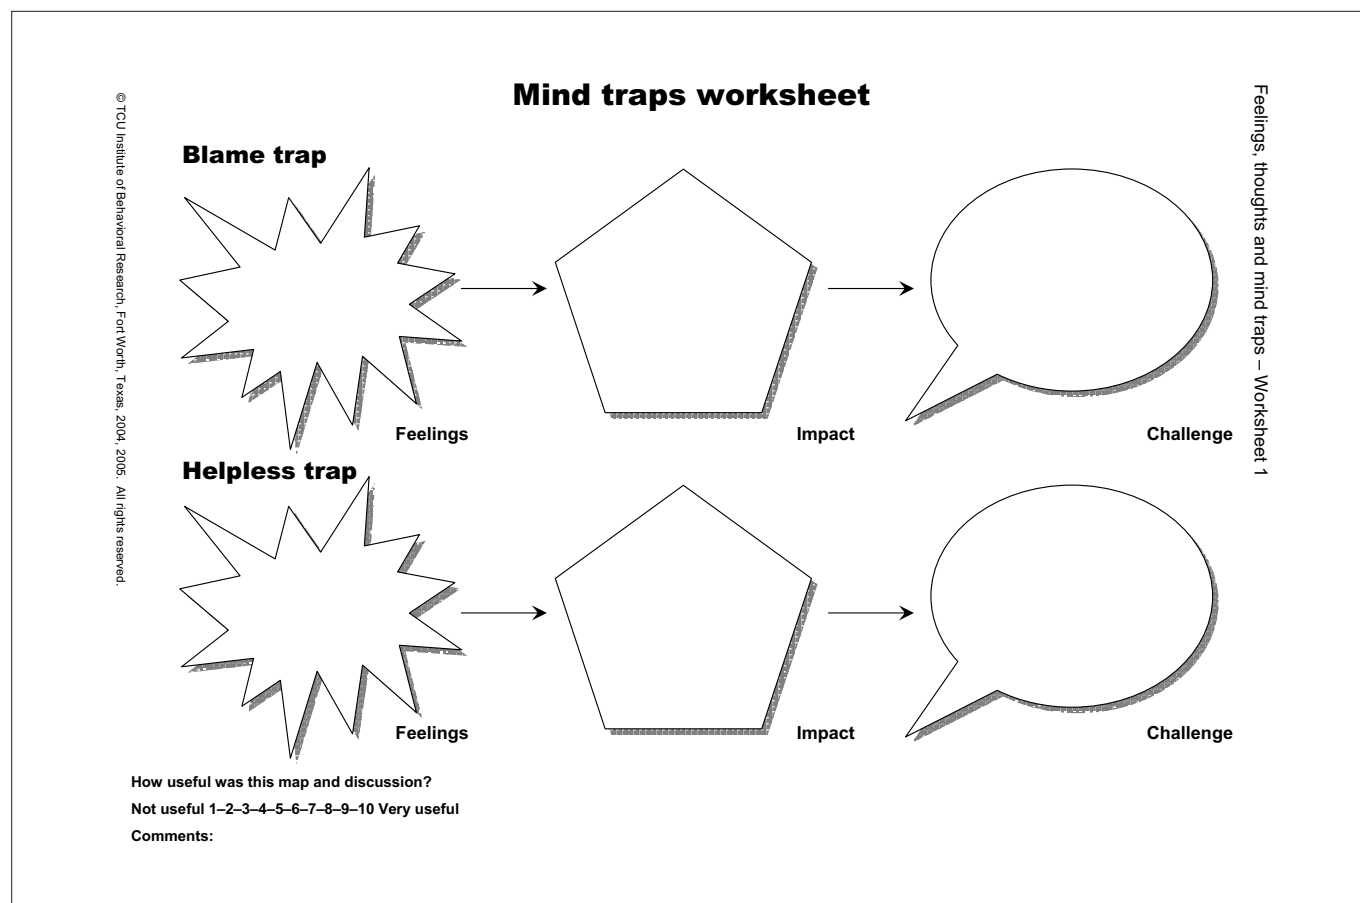 Mind traps worksheet
Feelings, thoughts and mind traps – Worksheet 1
© TCU Institute of Behavioral Research, Fort Worth, Texas, 2004, 2005. All rights reserved.
Blame trap
Feelings
Impact
Challenge
Helpless trap
Feelings
Impact
Challenge
How useful was this map and discussion?
Not useful 1–2–3–4–5–6–7–8–9–10 Very useful
Comments: